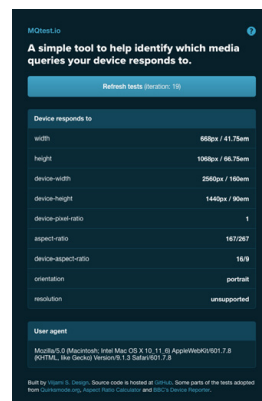 MQtest.io
?
A simple tool to help identify which media
queries your device responds to.
Refresh tests (iteration: 19)
Device responds to
width 668px / 41.75em
height 1068px / 66.75em
device-width 2560px / 160em
device-height 1440px / 90em
device-pixel-ratio 1
aspect-ratio 167/267
device-aspect-ratio 16/9
orientation portrait
resolution unsupported
User agent
Mozilla/5.0 (Macintosh; Intel Mac OS X 10_11_6) AppleWebKit/601.7.8
(KHTML, like Gecko) Version/9.1.3 Safari/601.7.8
Built by Viljami S. Design. Source code is hosted at GitHub. Some parts of the tests adopted
from Quirksmode.org, Aspect Ratio Calculator and BBC's Device Reporter.